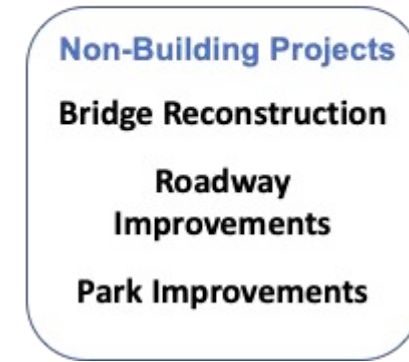 Non-Building Projects
Bridge Reconstruction
Roadway
Improvements
Park Improvements